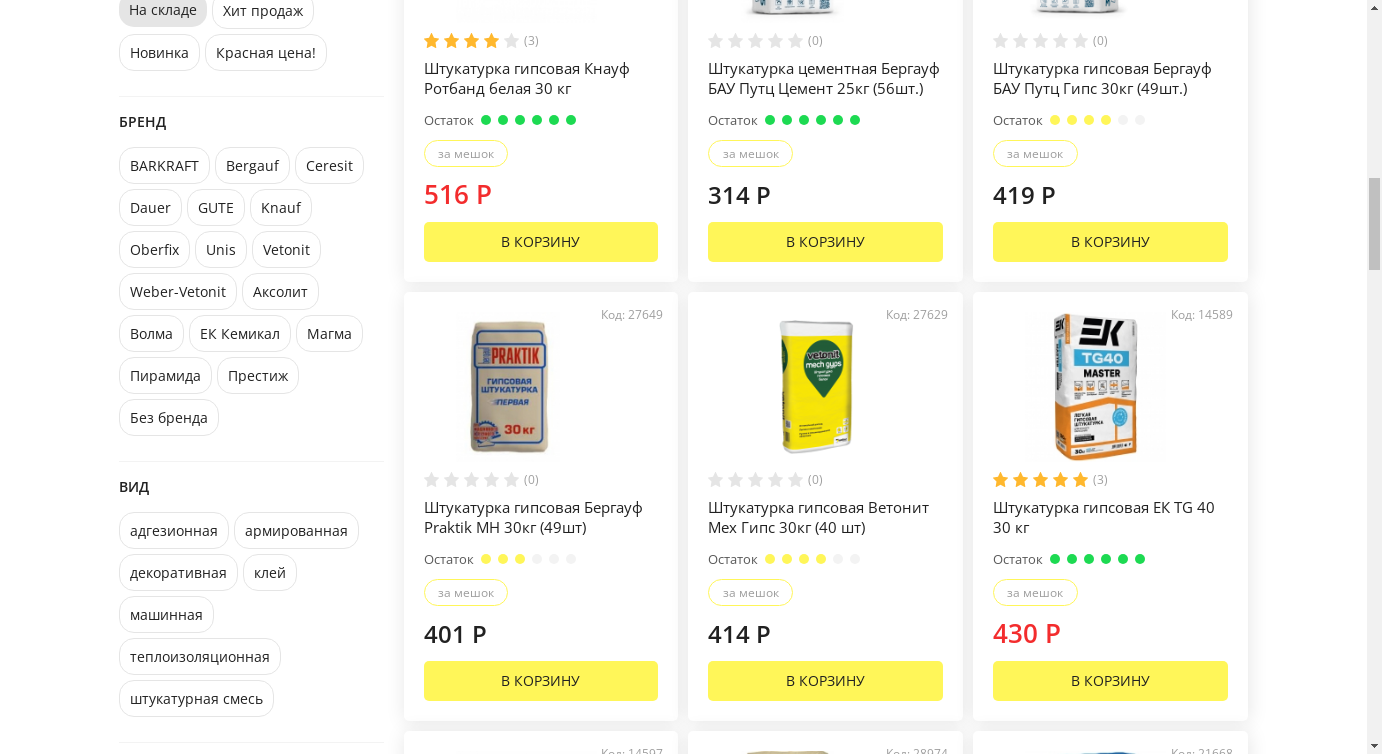 На складе
Хит продаж
Новинка
Красная цена!
БРЕНД
BARKRAFT
Bergauf
Ceresit
Dauer
GUTE
Knauf
Oberfix
Unis
Vetonit
Weber-Vetonit
Аксолит
Волма
ЕК Кемикал
Магма
Пирамида
Престиж
Без бренда
ВИД
адгезионная
армированная
декоративная
клей
машинная
теплоизоляционная
штукатурная смесь
(3)
Штукатурка гипсовая Кнауф
Ротбанд белая 30 кг
Остаток
за мешок
516 Р
В КОРЗИНУ
(0)
Штукатурка цементная Бергауф
БАУ Путц Цемент 25кг (56шт.)
Остаток
за мешок
314 Р
В КОРЗИНУ
(0)
Штукатурка гипсовая Бергауф
БАУ Путц Гипс 30кг (49шт.)
Остаток
за мешок
419 Р
В КОРЗИНУ
Код: 27649
PRAKTIK
ГИПСОВАЯ
ШТУКАТУРКА
ПЕРВАЯ
30 кг
(0)
Штукатурка гипсовая Бергауф
Praktik МН 30кг (49шт)
Остаток
за мешок
401 Р
В КОРЗИНУ
Код: 27629
vetonit
mech gyps
(0)
Штукатурка гипсовая Ветонит
Мех Гипс 30кг (40 шт)
Остаток
за мешок
414 Р
В КОРЗИНУ
Код: 14589
ЕК
TG40
MASTER
ЛЕГКАЯ
ГИПСОВАЯ
ШТУКАТУРКА
(3)
Штукатурка гипсовая ЕК TG 40
30 кг
Остаток
за мешок
430 Р
В КОРЗИНУ
Код: 14597
Код: 28974
Код: 21668